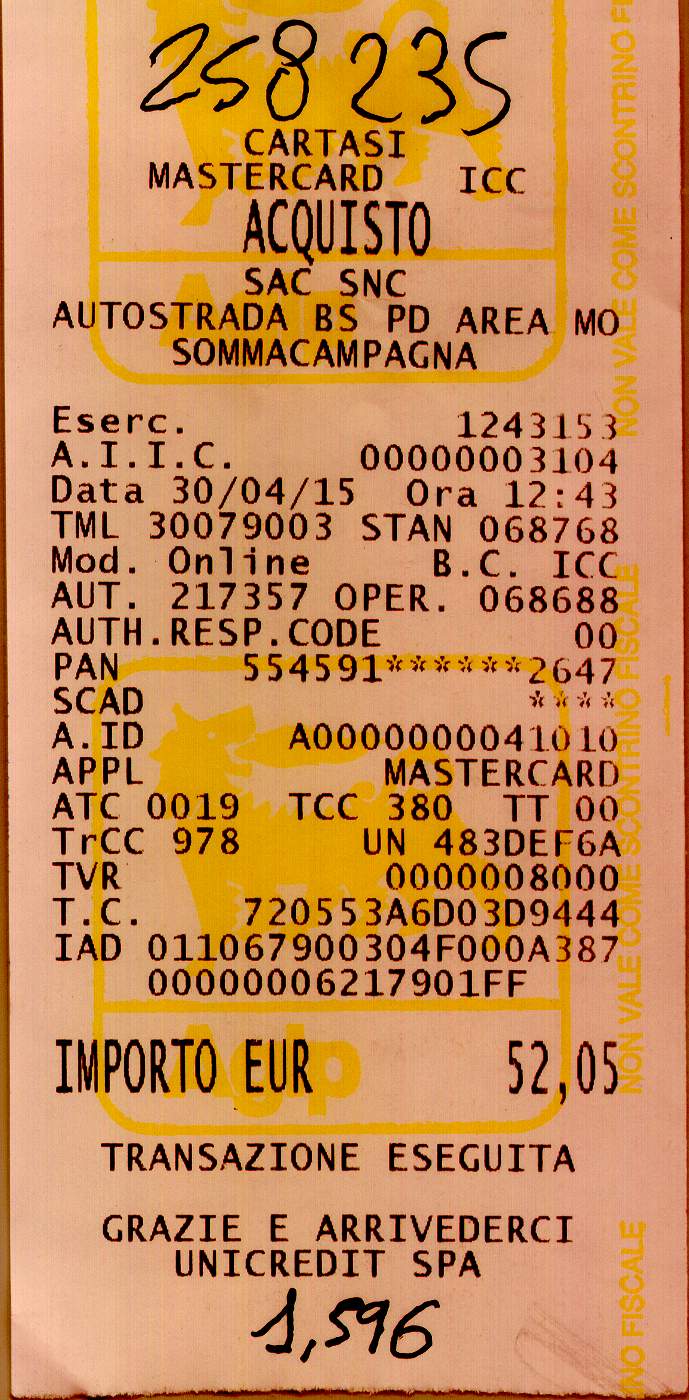 258 235
CARTASI
MASTERCARD ICC
ACQUISTO
SAC SNC
AUTOSTRADA BS PD AREA MO
SOMMACAMPAGNA
Eserc. 1243153
A.I.I.C. 00000003104
Data 30/04/15 Ora 12:43
TML 30079003 STAN 068768
Mod. Online B.C. ICC
AUT. 217357 OPER. 068688
AUTH.RESP.CODE 00
PAN 554591******2647
SCAD ****
A.ID A0000000041010
APPL MASTERCARD
ATC 0019 TCC 380 TT 00
TrCC 978 UN 483DEF6A
TVR 0000008000
T.C. 720553A6D03D9444
IAD 011067900304F000A387
00000006217901FF
IMPORTO EUR 52,05
Agip
TRANSAZIONE ESEGUITA
GRAZIE E ARRIVEDERCI
UNICREDIT SPA
1,596
NON VALE COME SCONTRINO FI
NON VALE COME SCONTRINO FISCALE
NO FISCALE